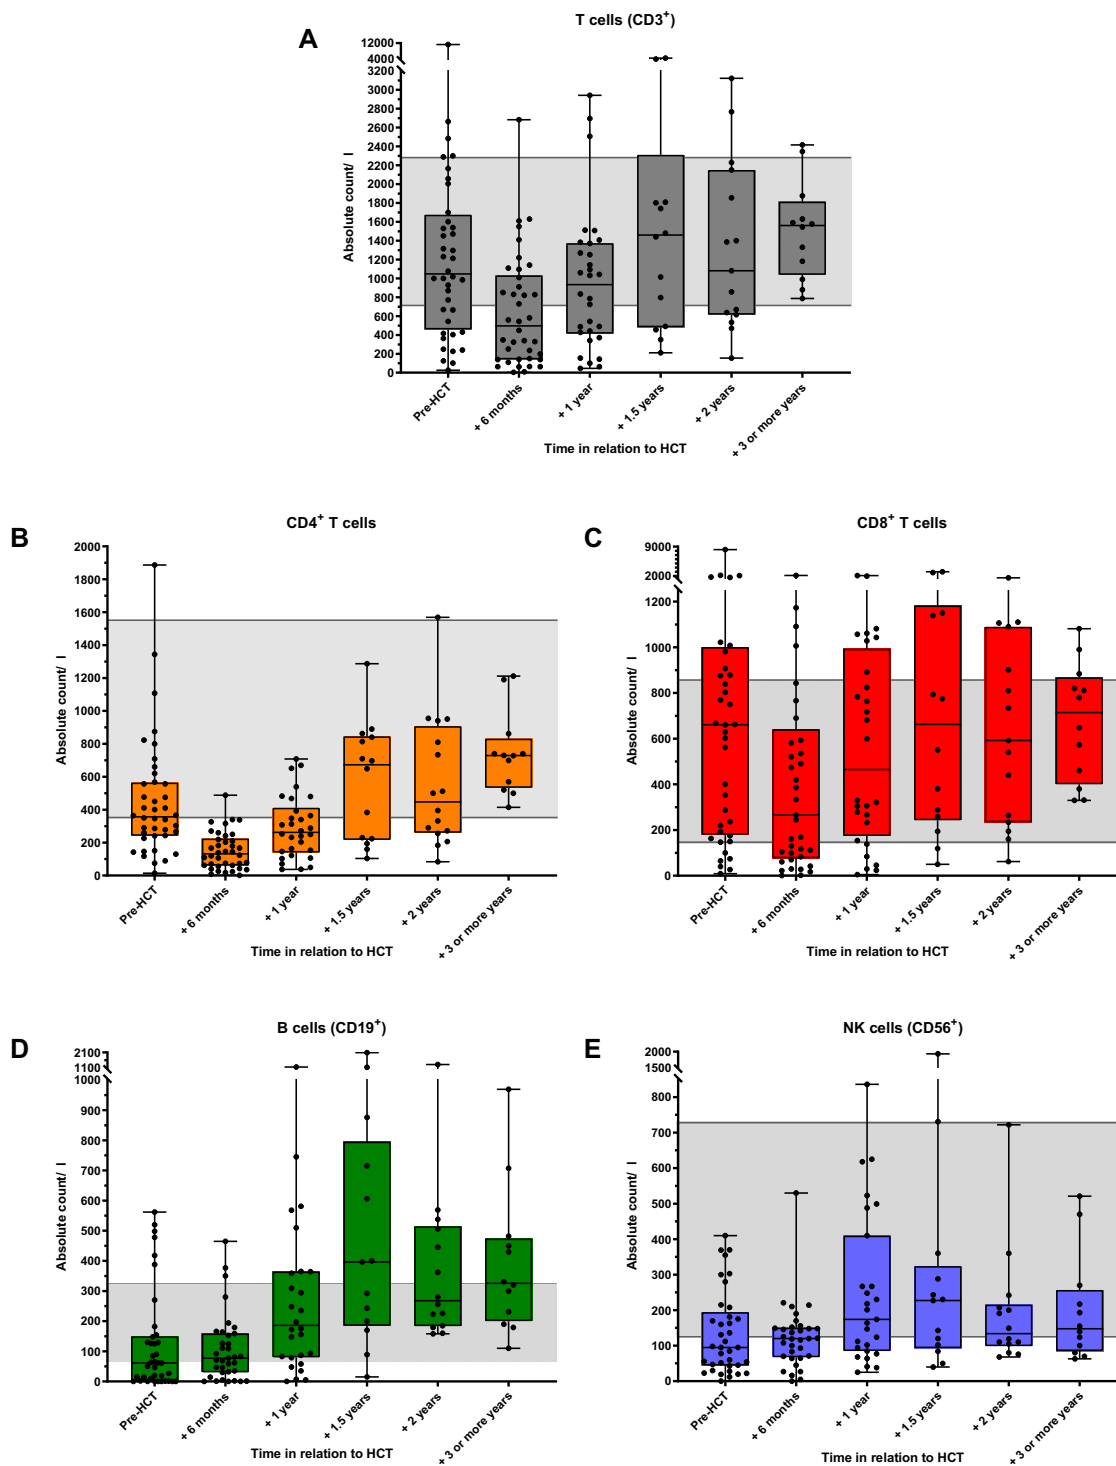 A
T cells (CD3+)
12000
4000
3200
3000
2800
2600
2400
2200
2000
1800
1600
1400
1200
1000
800
600
400
200
0
Absolute count/ l
Pre-HCT
+ 6 months
+ 1 year
+ 1.5 years
+ 2 years
+ 3 or more years
Time in relation to HCT
B
CD4+ T cells
2000
1800
1600
1400
1200
1000
800
600
400
200
0
Absolute count/ l
Pre-HCT
+ 6 months
+ 1 year
+ 1.5 years
+ 2 years
+ 3 or more years
Time in relation to HCT
C
CD8+ T cells
9000
2000
1200
1000
800
600
400
200
0
Absolute count/ l
Pre-HCT
+ 6 months
+ 1 year
+ 1.5 years
+ 2 years
+ 3 or more years
Time in relation to HCT
D
B cells (CD19+)
2100
1100
1000
900
800
700
600
500
400
300
200
100
0
Absolute count/ l
Pre-HCT
+ 6 months
+ 1 year
+ 1.5 years
+ 2 years
+ 3 or more years
Time in relation to HCT
E
NK cells (CD56+)
2000
1500
800
700
600
500
400
300
200
100
0
Absolute count/ l
Pre-HCT
+ 6 months
+ 1 year
+ 1.5 years
+ 2 years
+ 3 or more years
Time in relation to HCT